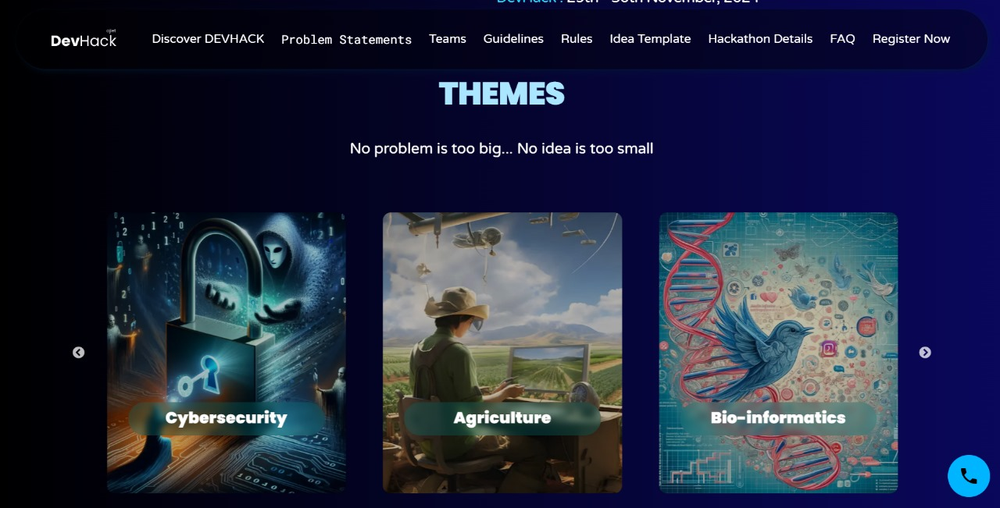 DevHack : 29th - 30th November, 2024
DevHack
Discover DEVHACK
Problem Statements
Teams
Guidelines
Rules
Idea Template
Hackathon Details
FAQ
Register Now
THEMES
No problem is too big... No idea is too small
Cybersecurity
Agriculture
Bio-informatics